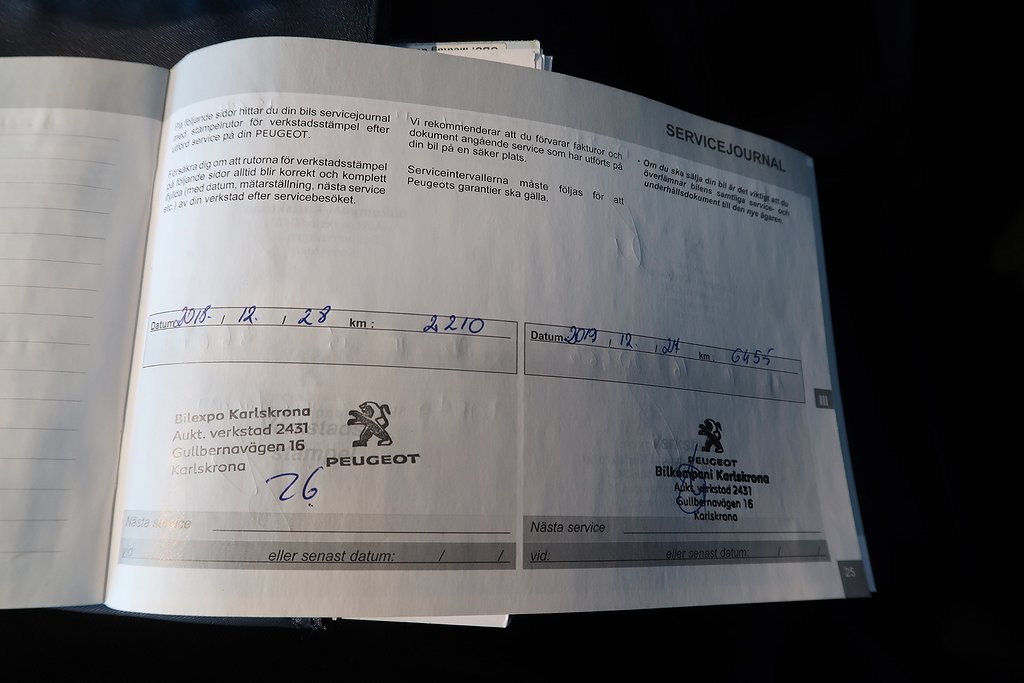 SERVICEJOURNAL
På följande sidor hittar du din bils servicejournal
med stämpelrutor för verkstadsstämpel efter
utförd service på din PEUGEOT.
Försäkra dig om att rutorna för verkstadsstämpel
på följande sidor alltid blir korrekt och komplett
ifyllda (med datum, mätarställning, nästa service
etc.) av din verkstad efter servicebesöket.
Vi rekommenderar att du förvarar fakturor och
dokument angående service som har utförts på
din bil på en säker plats.
Serviceintervallerna måste följas för att
Peugeots garantier ska gälla.
• Om du ska sälja din bil är det viktigt att du
överlämnar bilens samtliga service- och
underhållsdokument till den nye ägaren.
Datum: 2018. / 12. / 28 km : 2210
Bilexpo Karlskrona
Aukt. verkstad 2431
Gullbernavägen 16
Karlskrona
PEUGEOT
26
Nästa service
vid: eller senast datum: / /
Datum: 2019 / 12. / 27 km : 6455
PEUGEOT
Bilkompani Karlskrona
Aukt. verkstad 2431
Gullbernavägen 16
Karlskrona
Nästa service
vid: eller senast datum: / /
III
25